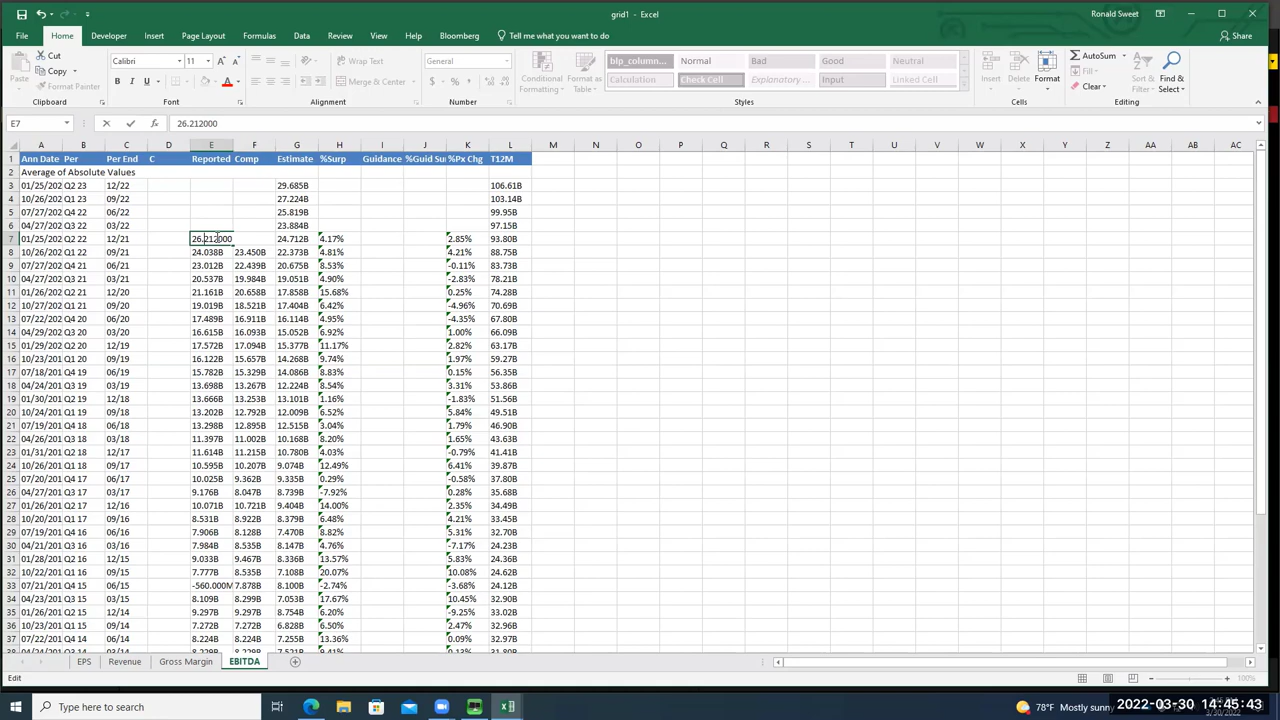 grid1 - Excel
Ronald Sweet
File Home Developer Insert Page Layout Formulas Data Review View Help Bloomberg Tell me what you want to do Share
Cut
Copy
Format Painter
Paste
Clipboard
Calibri 11
B I U
Font
Wrap Text
Merge & Center
Alignment
General
Number
Conditional Formatting
Format as Table
blp_column... Normal Bad Good Neutral
Calculation Check Cell Explanatory ... Input Linked Cell
Styles
Insert Delete Format
Cells
AutoSum
Fill
Clear
Sort & Filter
Find & Select
Editing
E7 fx 26.212000
A B C D E F G H I J K L M N O P Q R S T U V W X Y Z AA AB AC
1 Ann Date Per Per End C Reported Comp Estimate %Surp Guidance %Guid Su %Px Chg T12M
2 Average of Absolute Values
3 01/25/202 Q2 23 12/22 29.685B 106.61B
4 10/26/202 Q1 23 09/22 27.224B 103.14B
5 07/27/202 Q4 22 06/22 25.819B 99.95B
6 04/27/202 Q3 22 03/22 23.884B 97.15B
7 01/25/202 Q2 22 12/21 26.212000 24.712B 4.17% 2.85% 93.80B
8 10/26/202 Q1 22 09/21 24.038B 23.450B 22.373B 4.81% 4.21% 88.75B
9 07/27/202 Q4 21 06/21 23.012B 22.439B 20.675B 8.53% -0.11% 83.73B
10 04/27/202 Q3 21 03/21 20.537B 19.984B 19.051B 4.90% -2.83% 78.21B
11 01/26/202 Q2 21 12/20 21.161B 20.658B 17.858B 15.68% 0.25% 74.28B
12 10/27/202 Q1 21 09/20 19.019B 18.521B 17.404B 6.42% -4.96% 70.69B
13 07/22/202 Q4 20 06/20 17.489B 16.911B 16.114B 4.95% -4.35% 67.80B
14 04/29/202 Q3 20 03/20 16.615B 16.093B 15.052B 6.92% 1.00% 66.09B
15 01/29/202 Q2 20 12/19 17.572B 17.094B 15.377B 11.17% 2.82% 63.17B
16 10/23/201 Q1 20 09/19 16.122B 15.657B 14.268B 9.74% 1.97% 59.27B
17 07/18/201 Q4 19 06/19 15.782B 15.329B 14.086B 8.83% 0.15% 56.35B
18 04/24/201 Q3 19 03/19 13.698B 13.267B 12.224B 8.54% 3.31% 53.86B
19 01/30/201 Q2 19 12/18 13.666B 13.253B 13.101B 1.16% -1.83% 51.56B
20 10/24/201 Q1 19 09/18 13.202B 12.792B 12.009B 6.52% 5.84% 49.51B
21 07/19/201 Q4 18 06/18 13.298B 12.895B 12.515B 3.04% 1.79% 46.90B
22 04/26/201 Q3 18 03/18 11.397B 11.002B 10.168B 8.20% 1.65% 43.63B
23 01/31/201 Q2 18 12/17 11.614B 11.215B 10.780B 4.03% -0.79% 41.41B
24 10/26/201 Q1 18 09/17 10.595B 10.207B 9.074B 12.49% 6.41% 39.87B
25 07/20/201 Q4 17 06/17 10.025B 9.362B 9.335B 0.29% -0.58% 37.80B
26 04/27/201 Q3 17 03/17 9.176B 8.047B 8.739B -7.92% 0.28% 35.68B
27 01/26/201 Q2 17 12/16 10.071B 10.721B 9.404B 14.00% 2.35% 34.49B
28 10/20/201 Q1 17 09/16 8.531B 8.922B 8.379B 6.48% 4.21% 33.45B
29 07/19/201 Q4 16 06/16 7.906B 8.128B 7.470B 8.82% 5.31% 32.70B
30 04/21/201 Q3 16 03/16 7.984B 8.535B 8.147B 4.76% -7.17% 24.23B
31 01/28/201 Q2 16 12/15 9.033B 9.467B 8.336B 13.57% 5.83% 24.36B
32 10/22/201 Q1 16 09/15 7.777B 8.535B 7.108B 20.07% 10.08% 24.62B
33 07/21/201 Q4 15 06/15 -560.000M 7.878B 8.100B -2.74% -3.68% 24.12B
34 04/23/201 Q3 15 03/15 8.109B 8.299B 7.053B 17.67% 10.45% 32.90B
35 01/26/201 Q2 15 12/14 9.297B 9.297B 8.754B 6.20% -9.25% 33.02B
36 10/23/201 Q1 15 09/14 7.272B 7.272B 6.828B 6.50% 2.47% 32.96B
37 07/22/201 Q4 14 06/14 8.224B 8.224B 7.255B 13.36% 0.09% 32.97B
EPS Revenue Gross Margin EBITDA
Edit 100%
Type here to search
78°F Mostly sunny
2022-03-30 14:45:43